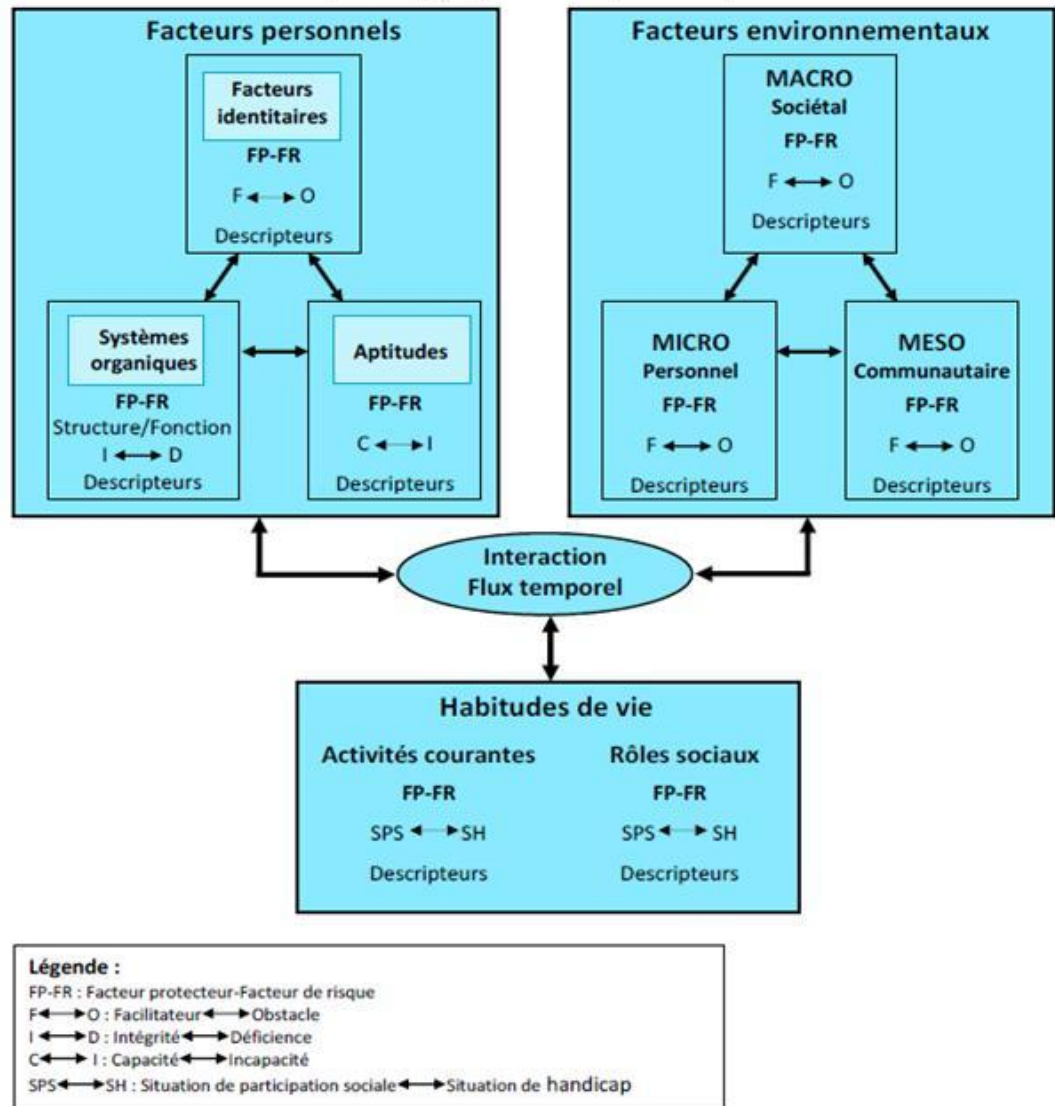 Facteurs personnels
Facteurs
identitaires
FP-FR
F ↔ O
Descripteurs
Systèmes
organiques
FP-FR
Structure/Fonction
I ↔ D
Descripteurs
Aptitudes
FP-FR
C ↔ I
Descripteurs
Facteurs environnementaux
MACRO
Sociétal
FP-FR
F ↔ O
Descripteurs
MICRO
Personnel
FP-FR
F ↔ O
Descripteurs
MESO
Communautaire
FP-FR
F ↔ O
Descripteurs
Interaction
Flux temporel
Habitudes de vie
Activités courantes
FP-FR
SPS ↔ SH
Descripteurs
Rôles sociaux
FP-FR
SPS ↔ SH
Descripteurs
Légende :
FP-FR : Facteur protecteur-Facteur de risque
F ↔ O : Facilitateur ↔ Obstacle
I ↔ D : Intégrité ↔ Déficience
C ↔ I : Capacité ↔ Incapacité
SPS ↔ SH : Situation de participation sociale ↔ Situation de handicap